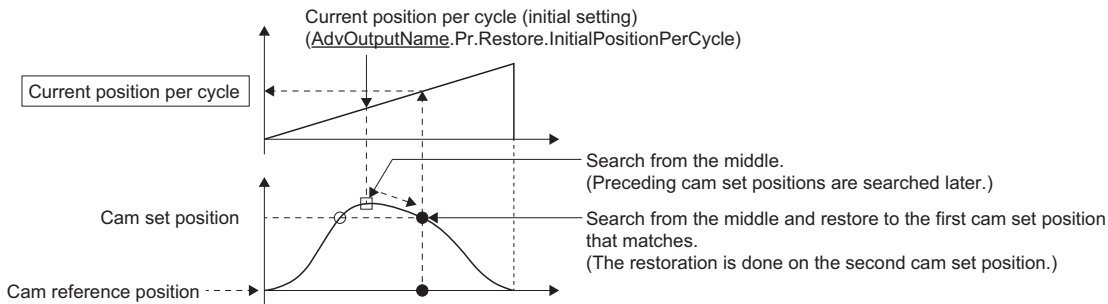 Current position per cycle (initial setting)
(AdvOutputName.Pr.Restore.InitialPositionPerCycle)
Current position per cycle
Search from the middle.
(Preceding cam set positions are searched later.)
Cam set position
Search from the middle and restore to the first cam set position
that matches.
(The restoration is done on the second cam set position.)
Cam reference position